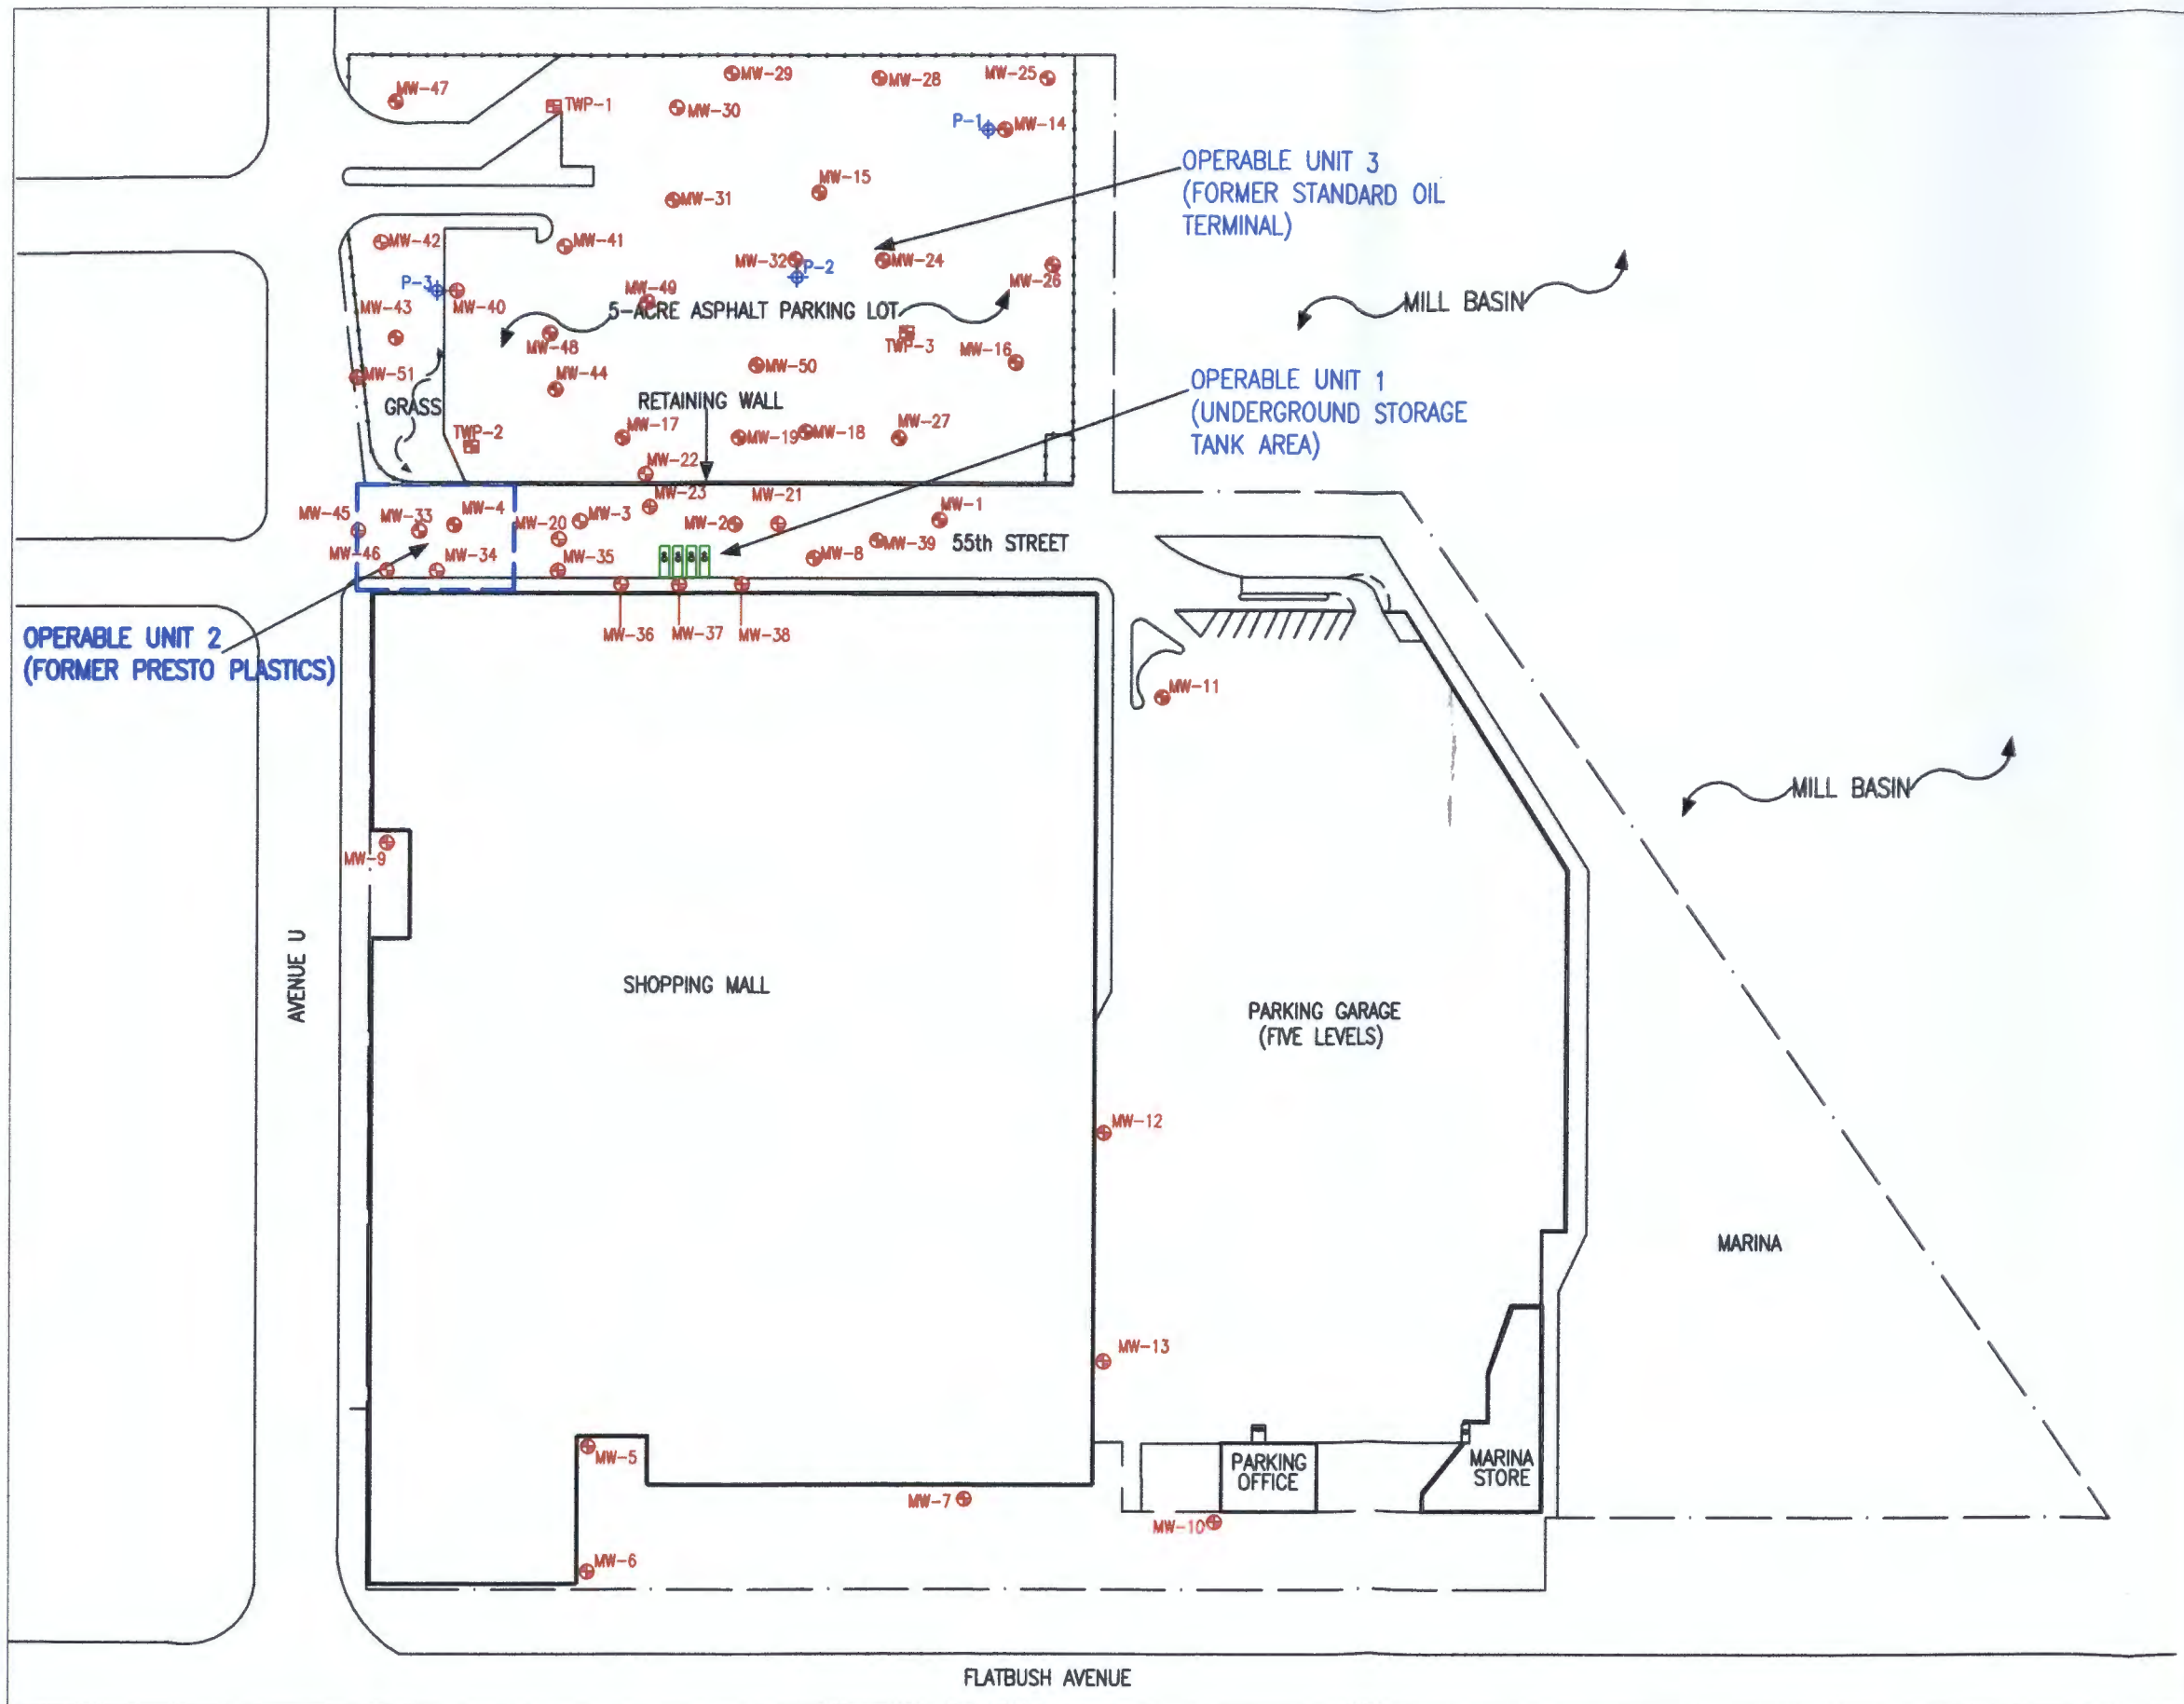 MW-29
MW-28
MW-25
MW-47
TWP-1
MW-30
P-1
MW-14
OPERABLE UNIT 3
(FORMER STANDARD OIL
TERMINAL)
MW-15
MW-31
MW-42
MW-41
MW-32
P-2
MW-24
MW-26
P-3
MW-40
MW-49
MW-43
5-ACRE ASPHALT PARKING LOT
MILL BASIN
MW-48
TWP-3
MW-16
MW-51
MW-44
MW-50
OPERABLE UNIT 1
(UNDERGROUND STORAGE
TANK AREA)
GRASS
RETAINING WALL
TWP-2
MW-17
MW-19
MW-18
MW-27
MW-22
MW-23
MW-21
MW-1
MW-45
MW-33
MW-4
MW-20
MW-3
MW-2
MW-46
MW-34
MW-35
MW-8
MW-39
55th STREET
8 8 8 8
MW-36
MW-37
MW-38
OPERABLE UNIT 2
(FORMER PRESTO PLASTICS)
MW-11
MILL BASIN
MW-9
AVENUE U
SHOPPING MALL
PARKING GARAGE
(FIVE LEVELS)
MW-12
MARINA
MW-13
MW-5
PARKING
OFFICE
MARINA
STORE
MW-7
MW-10
MW-6
FLATBUSH AVENUE